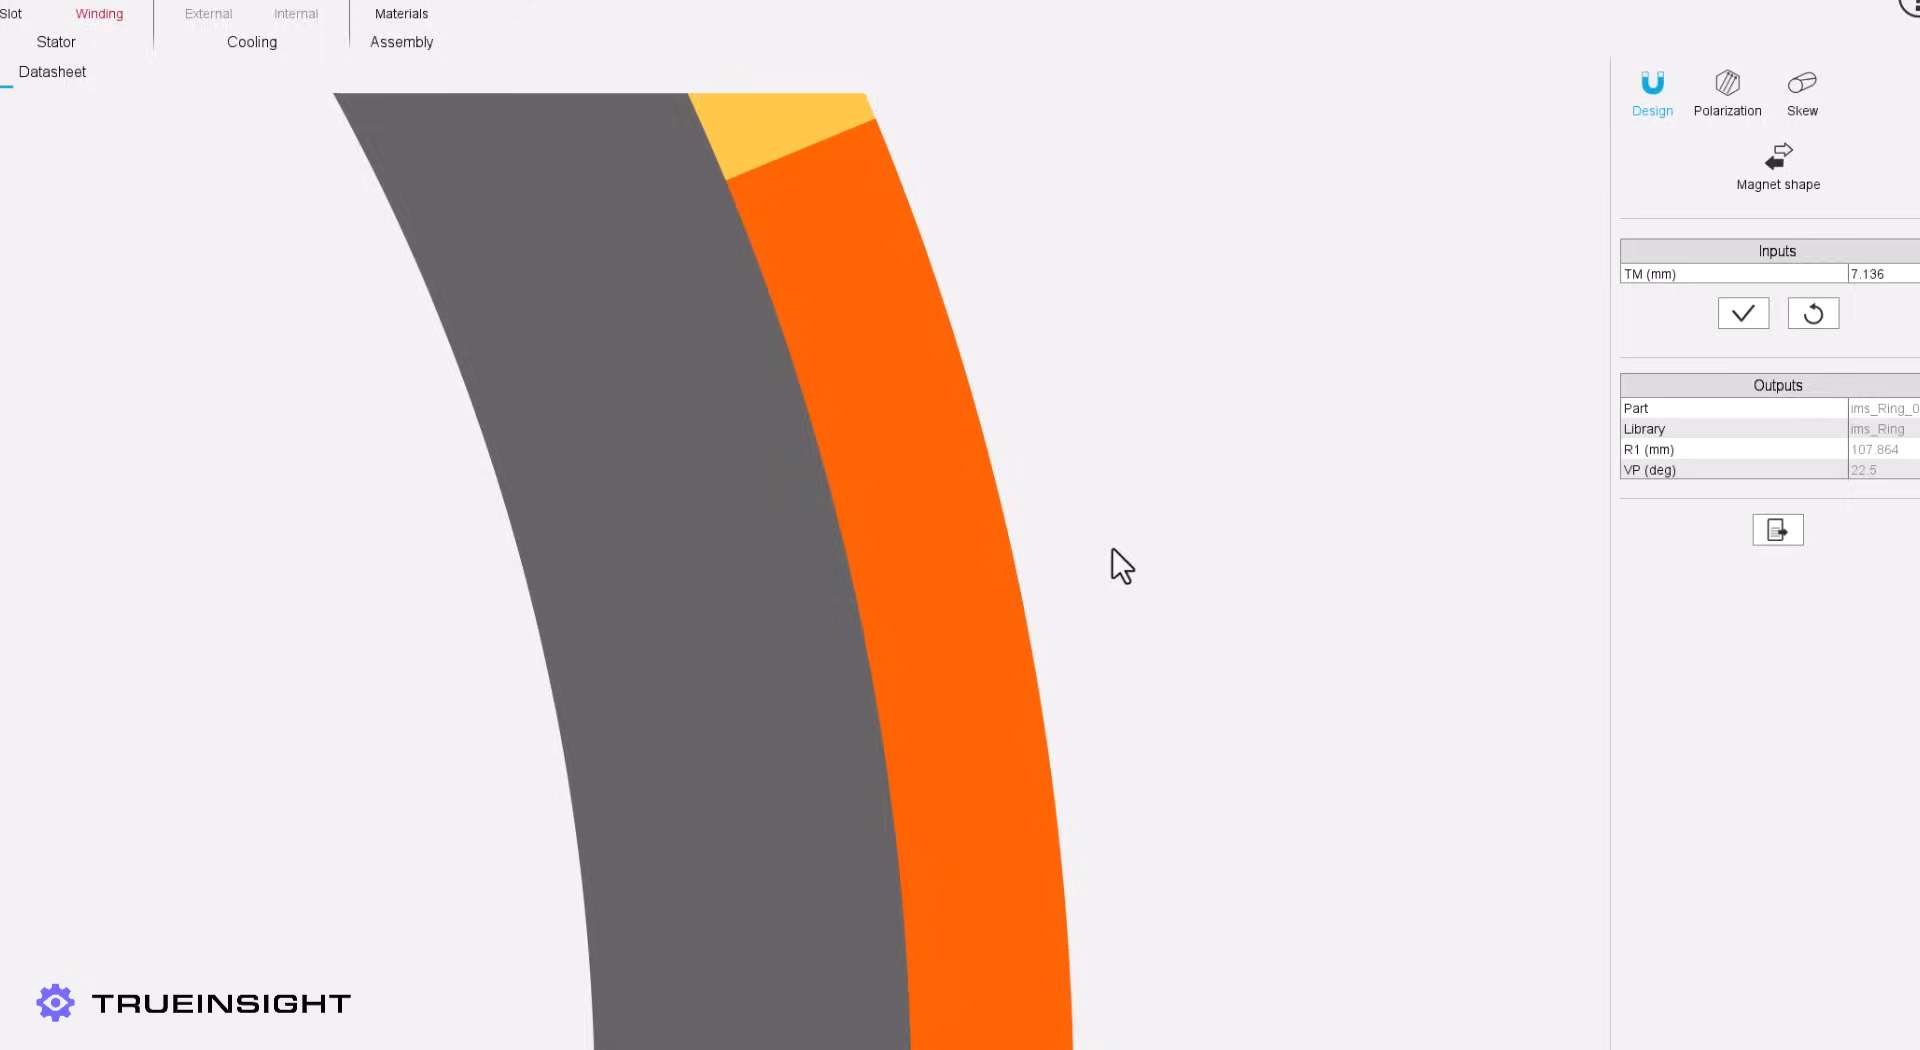 Slot Winding External Internal Materials
Stator Cooling Assembly
Datasheet
Design Polarization Skew
Magnet shape
Inputs
TM (mm) 7.136
Outputs
Part ims_Ring_0
Library ims_Ring
R1 (mm) 107.864
VP (deg) 22.5
TRUEINSIGHT